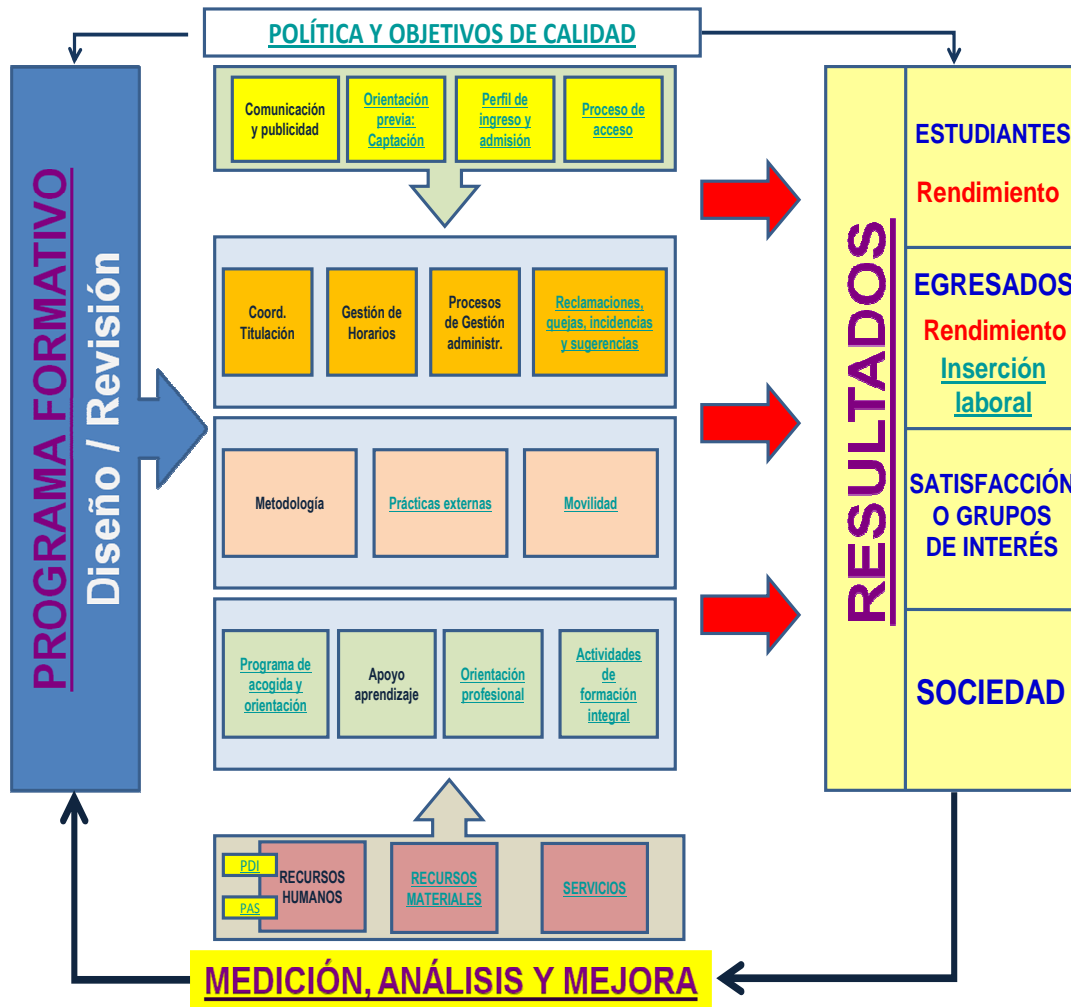 POLÍTICA Y OBJETIVOS DE CALIDAD
PROGRAMA FORMATIVO
Diseño / Revisión
Comunicación
y publicidad
Orientación
previa:
Captación
Perfil de
ingreso y
admisión
Proceso de
acceso
Coord.
Titulación
Gestión de
Horarios
Procesos
de Gestión
administr.
Reclamaciones,
quejas, incidencias
y sugerencias
Metodología
Prácticas externas
Movilidad
Programa de
acogida y
orientación
Apoyo
aprendizaje
Orientación
profesional
Actividades
de
formación
integral
PDI
PAS
RECURSOS
HUMANOS
RECURSOS
MATERIALES
SERVICIOS
RESULTADOS
ESTUDIANTES
Rendimiento
EGRESADOS
Rendimiento
Inserción
laboral
SATISFACCIÓN
O GRUPOS
DE INTERÉS
SOCIEDAD
MEDICIÓN, ANÁLISIS Y MEJORA